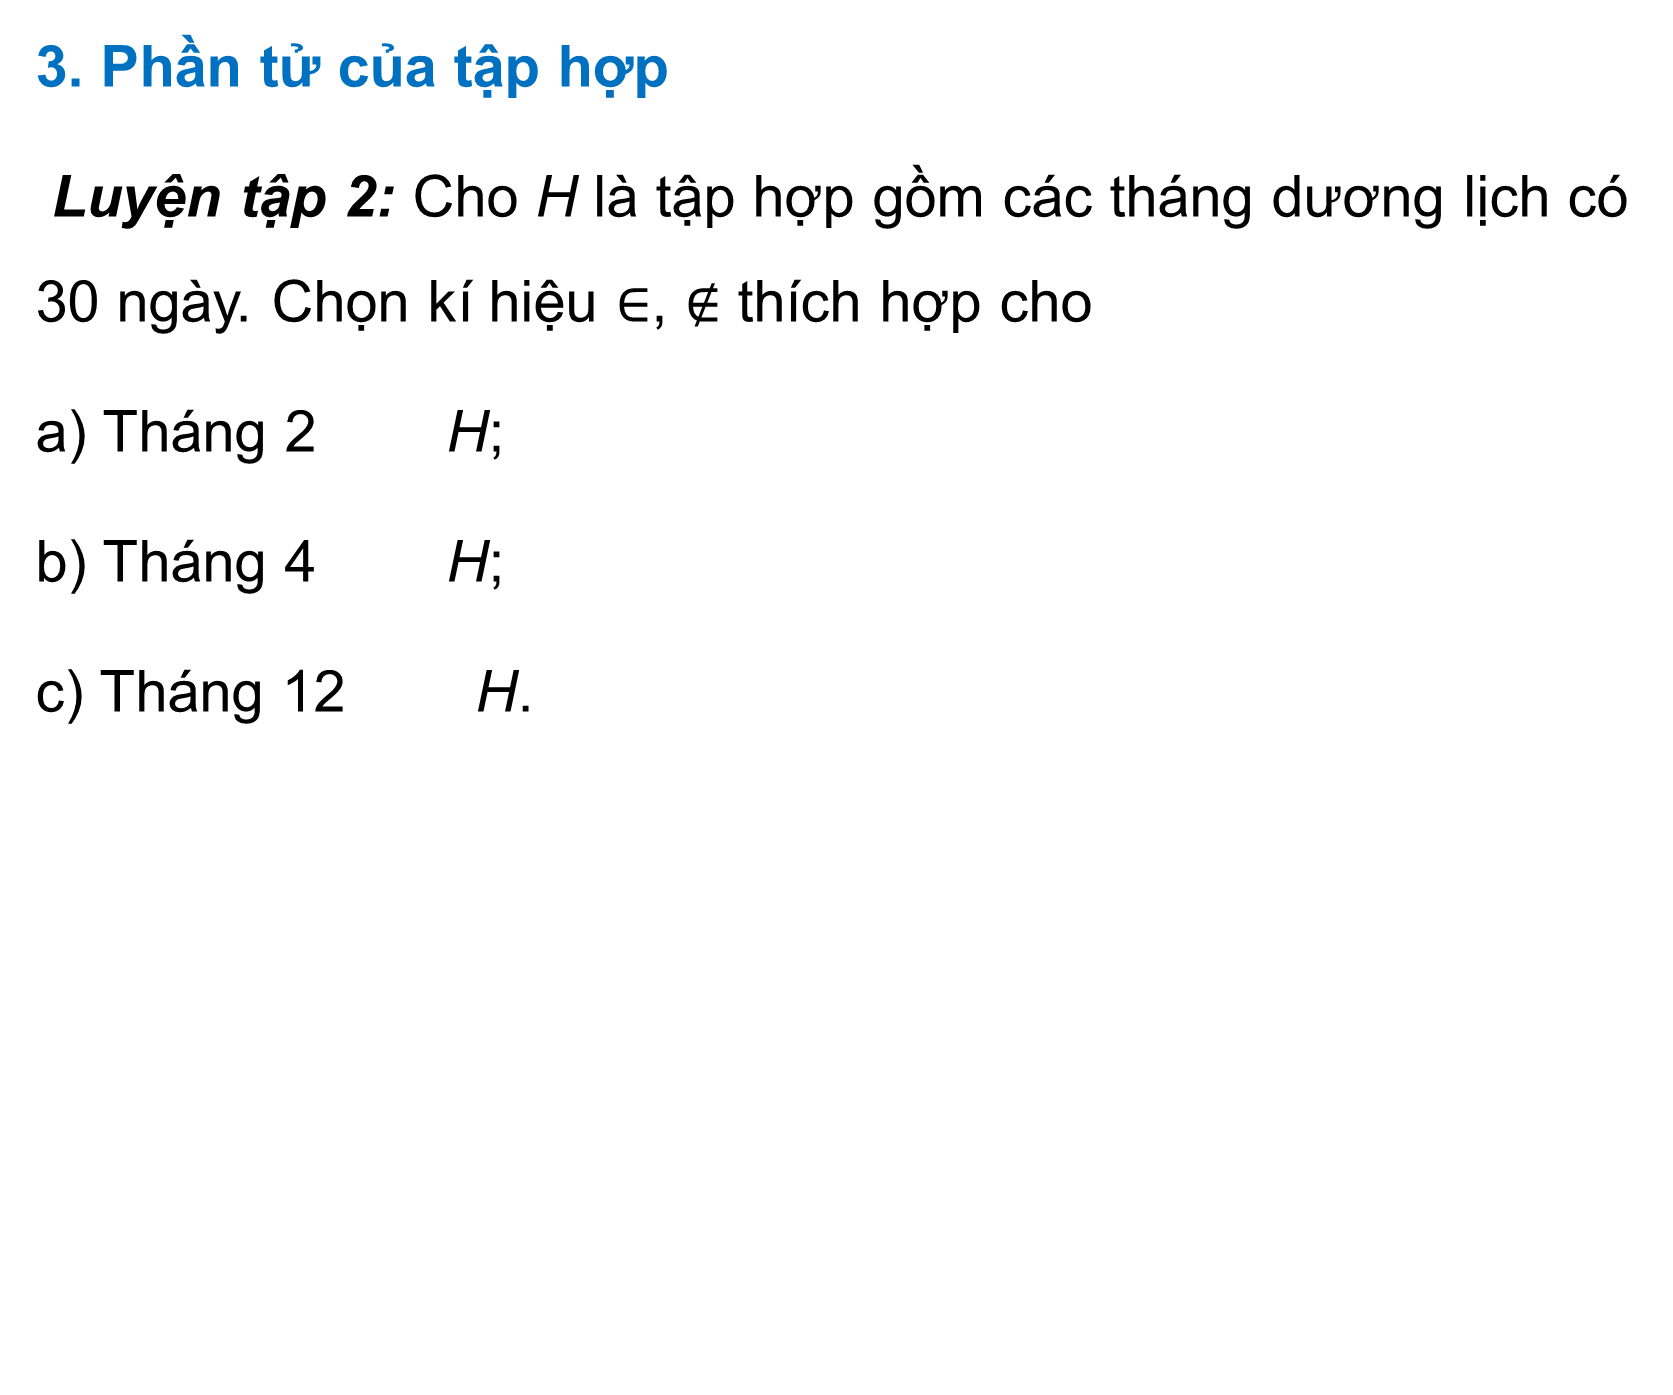 3. Phần tử của tập hợp
Luyện tập 2: Cho H là tập hợp gồm các tháng dương lịch có
30 ngày. Chọn kí hiệu ∈, ∉ thích hợp cho
a) Tháng 2 H;
b) Tháng 4 H;
c) Tháng 12 H.